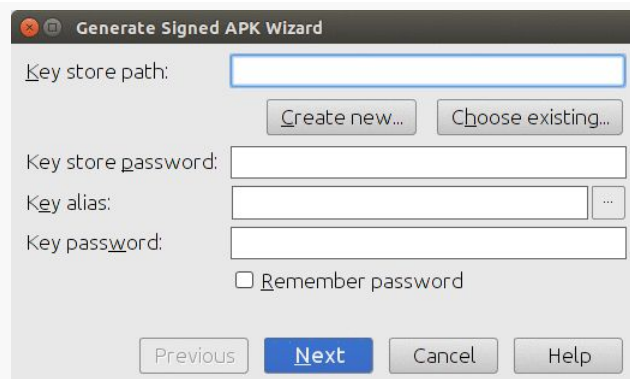 Generate Signed APK Wizard
Key store path:
Create new... Choose existing...
Key store password:
Key alias: ...
Key password:
Remember password
Previous Next Cancel Help